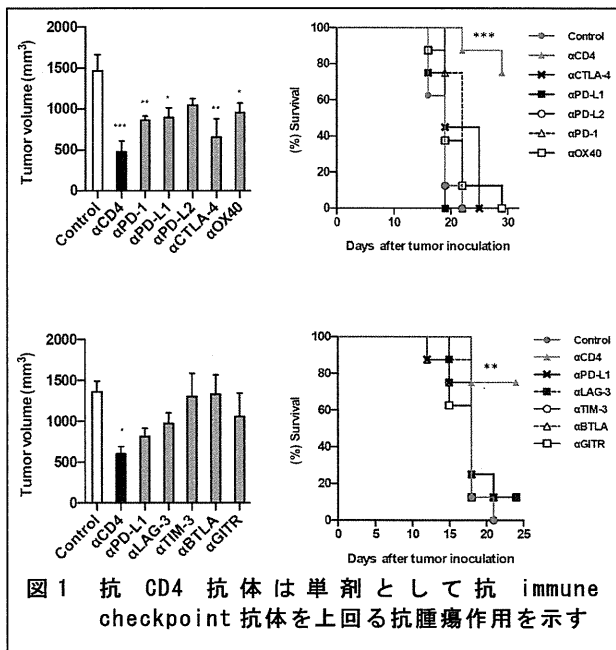 Tumor volume (mm³)
2000
1500
1000
500
0
***
**
*
**
*
Control
αCD4
αPD-1
αPD-L1
αPD-L2
αCTLA-4
αOX40
(%) Survival
100
80
60
40
20
0
0
10
20
30
Days after tumor inoculation
***
Control
αCD4
αCTLA-4
αPD-L1
αPD-L2
αPD-1
αOX40
Tumor volume (mm³)
2000
1500
1000
500
0
*
Control
αCD4
αPD-L1
αLAG-3
αTIM-3
αBTLA
αGITR
(%) Survival
100
80
60
40
20
0
0
5
10
15
20
25
Days after tumor inoculation
**
Control
αCD4
αPD-L1
αLAG-3
αTIM-3
αBTLA
αGITR
図1 抗 CD4 抗体は単剤として抗 immune
checkpoint 抗体を上回る抗腫瘍作用を示す